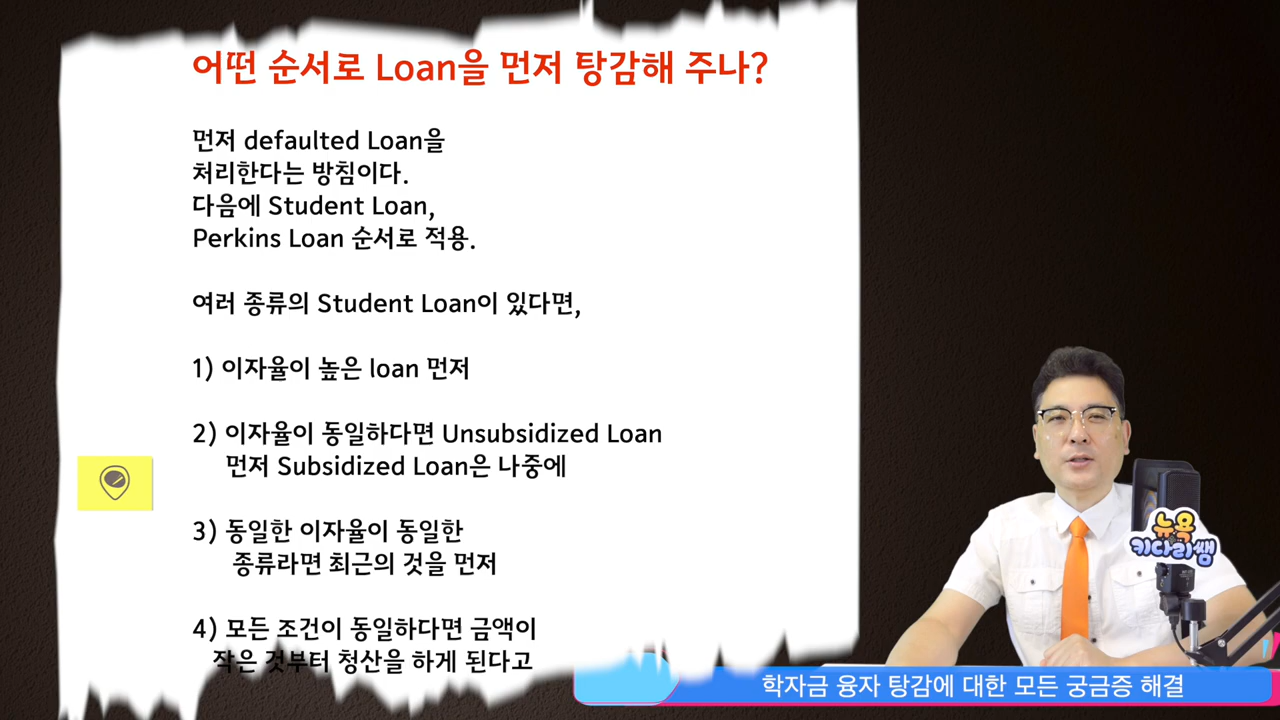 어떤 순서로 Loan을 먼저 탕감해 주나?
먼저 defaulted Loan을
처리한다는 방침이다.
다음에 Student Loan,
Perkins Loan 순서로 적용.
여러 종류의 Student Loan이 있다면,
1) 이자율이 높은 loan 먼저
2) 이자율이 동일하다면 Unsubsidized Loan
먼저 Subsidized Loan은 나중에
3) 동일한 이자율이 동일한
종류라면 최근의 것을 먼저
4) 모든 조건이 동일하다면 금액이
작은 것부터 청산을 하게 된다고
뉴욕
키다리쌤
학자금 융자 탕감에 대한 모든 궁금증 해결